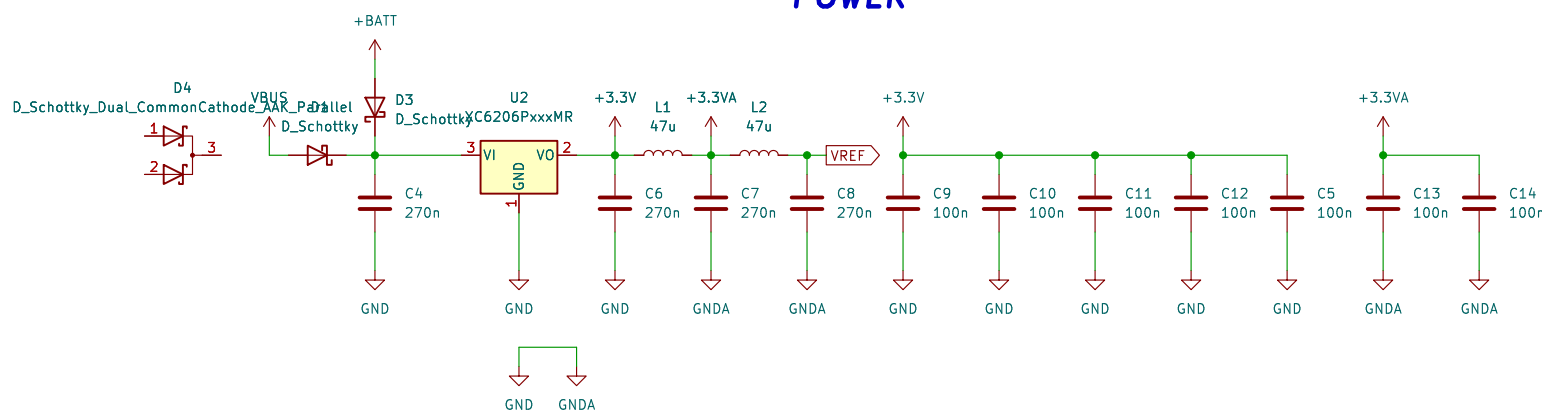 POWER
+BATT
D4
D_Schottky_Dual_CommonCathode_AAK_Parallel
1
2
3
VBUS
D1
D_Schottky
D3
D_Schottky
U2
XC6206PxxxMR
3
VI
VO
2
GND
1
+3.3V
L1
47u
+3.3VA
L2
47u
VREF
+3.3V
+3.3VA
C4
270n
C6
270n
C7
270n
C8
270n
C9
100n
C10
100n
C11
100n
C12
100n
C5
100n
C13
100n
C14
100n
GND
GND
GND
GNDA
GNDA
GND
GND
GND
GND
GND
GNDA
GNDA
GND
GNDA